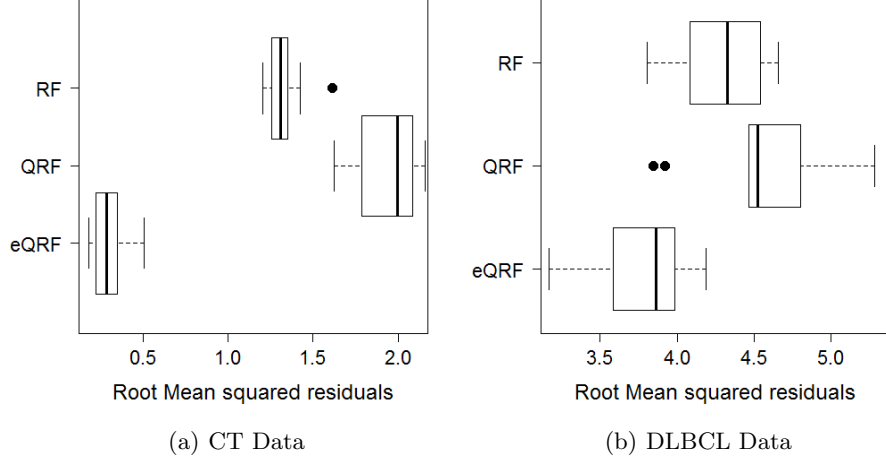 RF
QRF
eQRF
0.5 1.0 1.5 2.0
Root Mean squared residuals
(a) CT Data
RF
QRF
eQRF
3.5 4.0 4.5 5.0
Root Mean squared residuals
(b) DLBCL Data